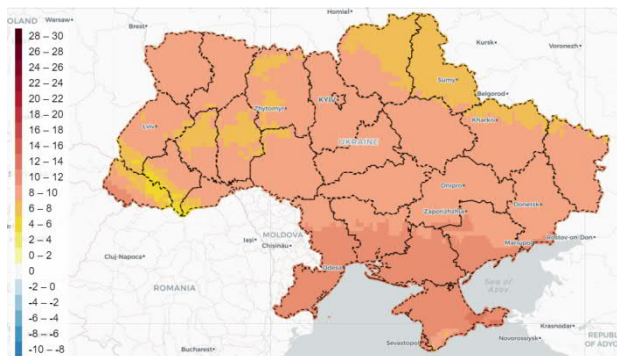 POLAND
Warsaw
Brest
Homiel
Kursk
Voronezh
28 – 30
26 – 28
24 – 26
22 – 24
20 – 22
18 – 20
16 – 18
14 – 16
12 – 14
10 – 12
8 – 10
6 – 8
4 – 6
2 – 4
0 – 2
0
-2 – 0
-4 – -2
-6 – -4
-8 – -6
-10 – -8
Sumy
Belgorod
Zhytomyr
KYIV
Lviv
Kharkiv
UKRAINE
Dnipro
Zaporizhzhia
Donetsk
MOLDOVA
Iași
Chișinău
Mariupol
Rostov-on-Don
Cluj-Napoca
Odesa
Sea of
Azov
ROMANIA
Krasnodar
REPUBLIC
OF ADYG
Sevastopol
Novorossiysk
Bucharest